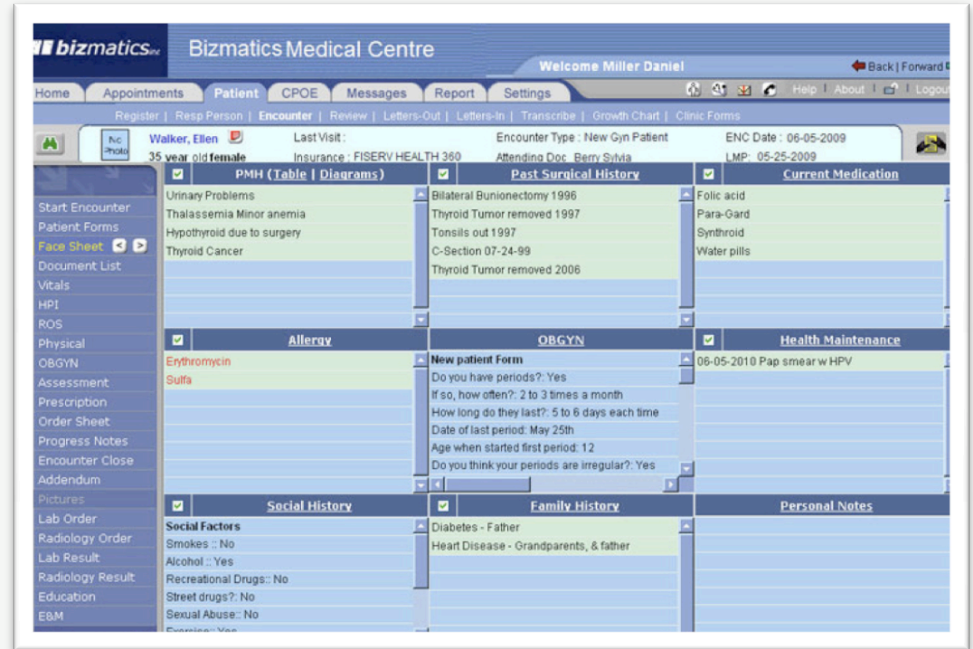 bizmatics inc Bizmatics Medical Centre
Welcome Miller Daniel Back | Forward
Home Appointments Patient CPOE Messages Report Settings Help | About | Logout
Register | Resp Person | Encounter | Review | Letters-Out | Letters-In | Transcribe | Growth Chart | Clinic Forms
No Photo
Walker, Ellen Last Visit : Encounter Type : New Gyn Patient ENC Date : 06-05-2009
35 year old female Insurance : FISERV HEALTH 360 Attending Doc Berry Sylvia LMP: 05-25-2009
Start Encounter
Patient Forms
Face Sheet < >
Document List
Vitals
HPI
ROS
Physical
OBGYN
Assessment
Prescription
Order Sheet
Progress Notes
Encounter Close
Addendum
Pictures
Lab Order
Radiology Order
Lab Result
Radiology Result
Education
E&M
PMH (Table | Diagrams)
Urinary Problems
Thalassemia Minor anemia
Hypothyroid due to surgery
Thyroid Cancer
Past Surgical History
Bilateral Bunionectomy 1996
Thyroid Tumor removed 1997
Tonsils out 1997
C-Section 07-24-99
Thyroid Tumor removed 2006
Current Medication
Folic acid
Para-Gard
Synthroid
Water pills
Allergy
Erythromycin
Sulfa
OBGYN
New patient Form
Do you have periods?: Yes
If so, how often?: 2 to 3 times a month
How long do they last?: 5 to 6 days each time
Date of last period: May 25th
Age when started first period: 12
Do you think your periods are irregular?: Yes
Health Maintenance
06-05-2010 Pap smear w HPV
Social History
Social Factors
Smokes :: No
Alcohol :: Yes
Recreational Drugs:: No
Street drugs?: No
Sexual Abuse:: No
Exercise:: Yes
Family History
Diabetes - Father
Heart Disease - Grandparents, & father
Personal Notes